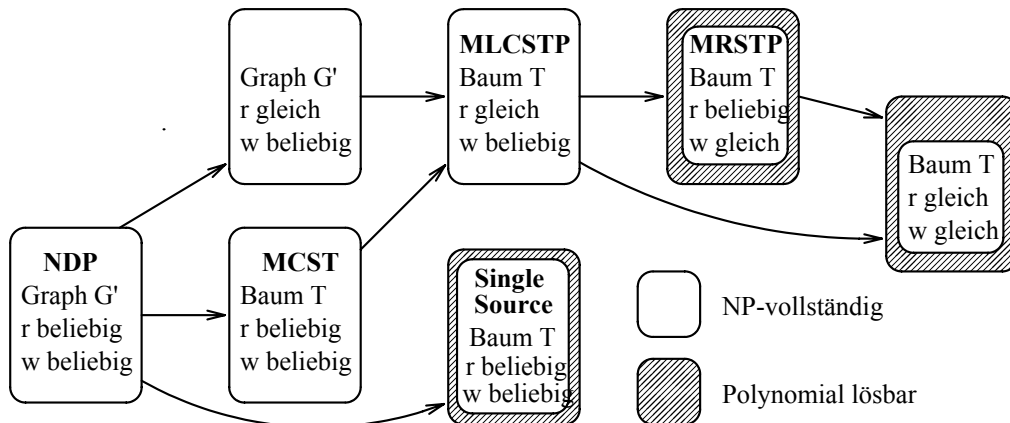 Graph G'
r gleich
w beliebig
MLCSTP
Baum T
r gleich
w beliebig
MRSTP
Baum T
r beliebig
w gleich
Baum T
r gleich
w gleich
NDP
Graph G'
r beliebig
w beliebig
MCST
Baum T
r beliebig
w beliebig
Single
Source
Baum T
r beliebig
w beliebig
NP-vollständig
Polynomial lösbar